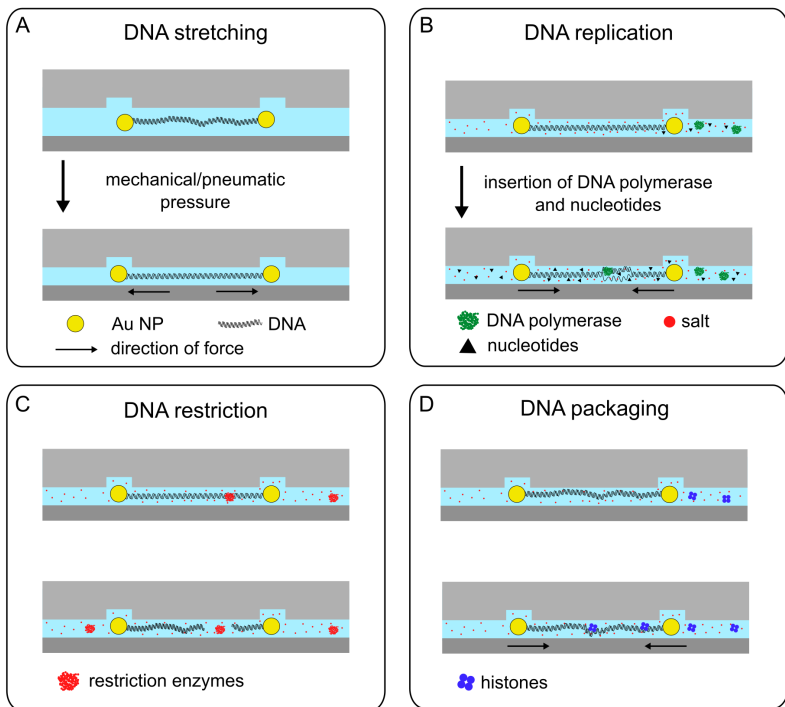 A
DNA stretching
mechanical/pneumatic
pressure
Au NP
DNA
direction of force
B
DNA replication
insertion of DNA polymerase
and nucleotides
DNA polymerase
salt
nucleotides
C
DNA restriction
restriction enzymes
D
DNA packaging
histones